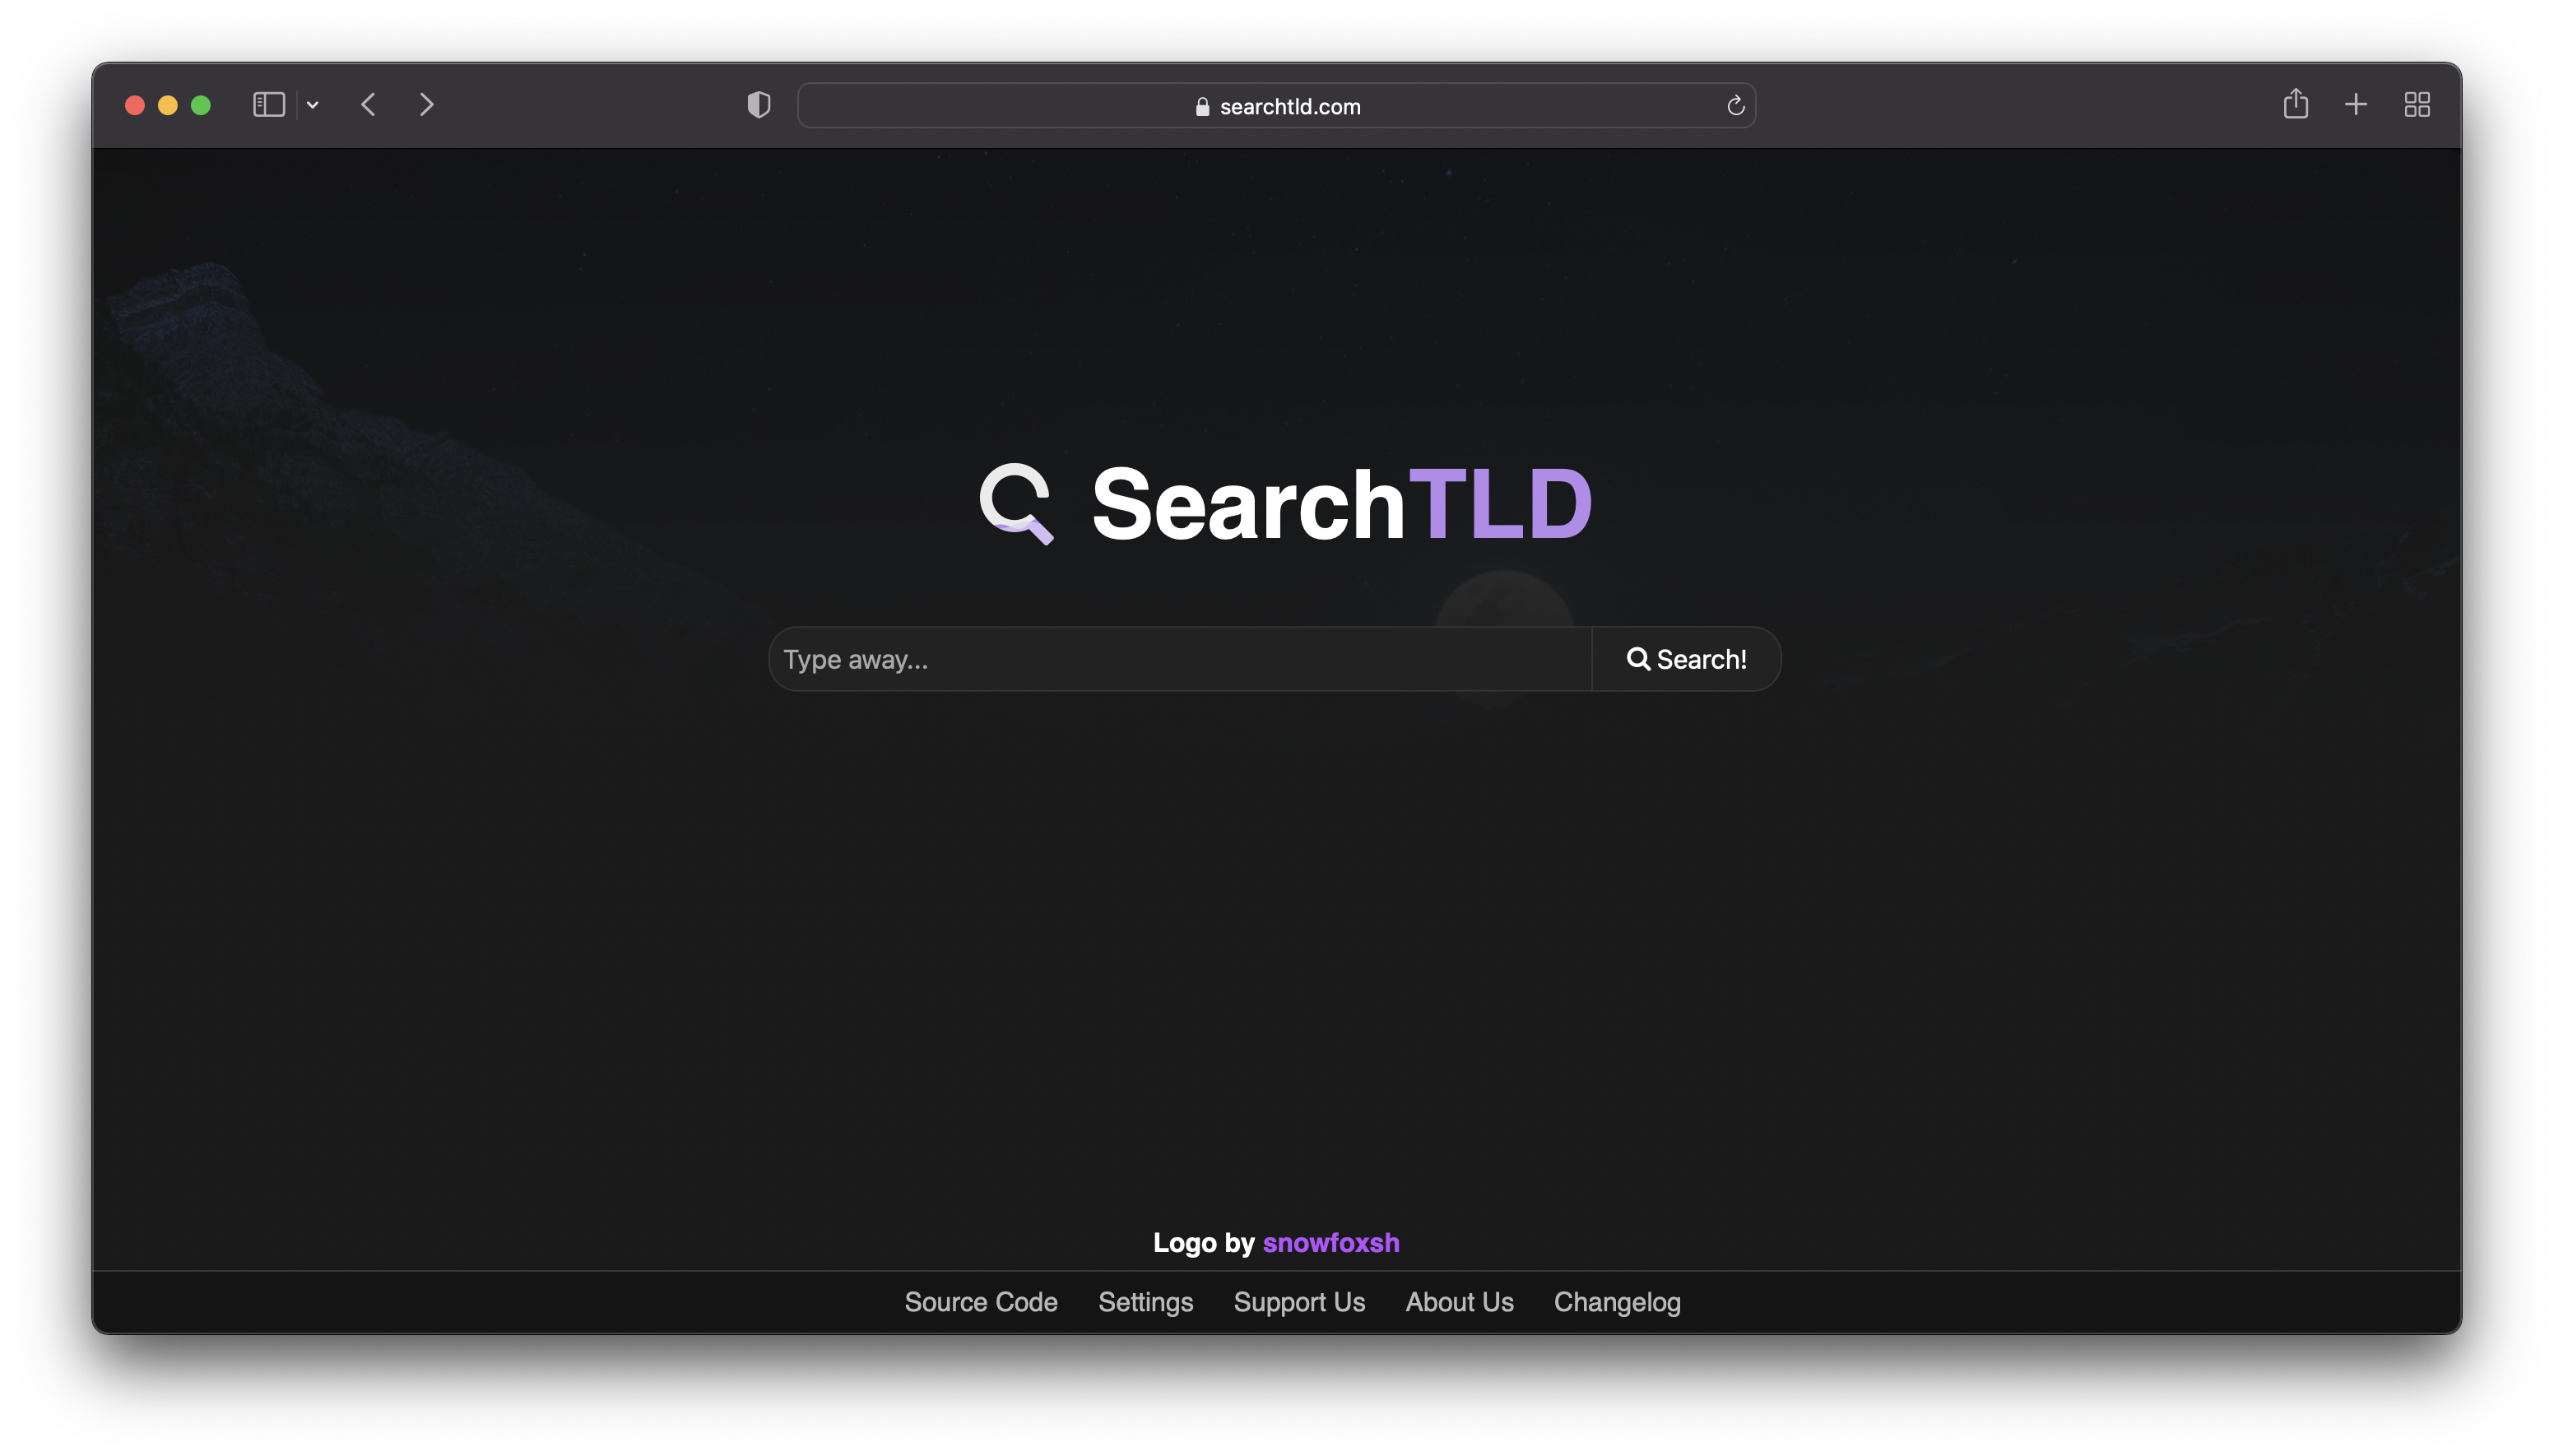 searchtld.com
SearchTLD
Type away...
Search!
Logo by snowfoxsh
Source Code Settings Support Us About Us Changelog